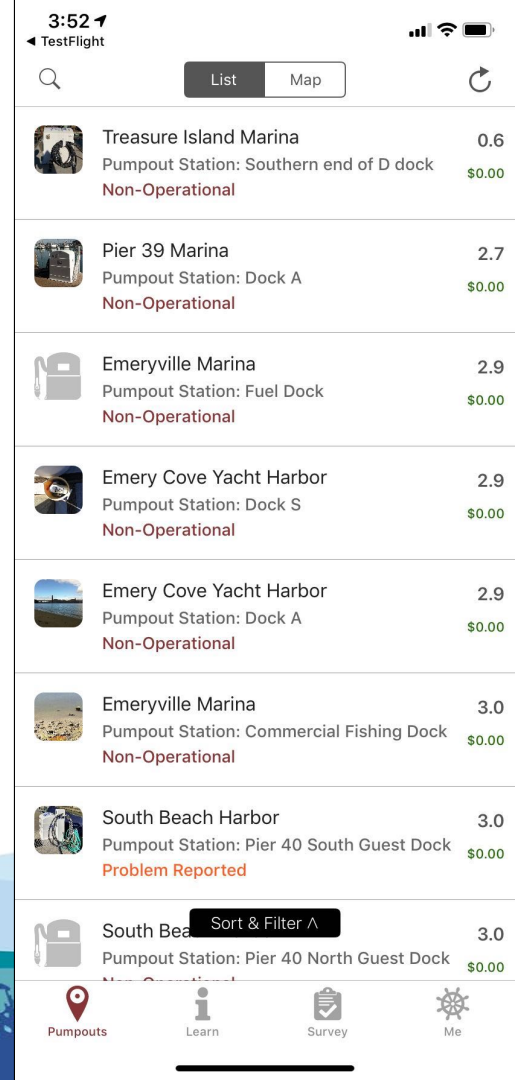 3:52
◀ TestFlight
List
Map
Treasure Island Marina
0.6
Pumpout Station: Southern end of D dock
$0.00
Non-Operational
Pier 39 Marina
2.7
Pumpout Station: Dock A
$0.00
Non-Operational
Emeryville Marina
2.9
Pumpout Station: Fuel Dock
$0.00
Non-Operational
Emery Cove Yacht Harbor
2.9
Pumpout Station: Dock S
$0.00
Non-Operational
Emery Cove Yacht Harbor
2.9
Pumpout Station: Dock A
$0.00
Non-Operational
Emeryville Marina
3.0
Pumpout Station: Commercial Fishing Dock
$0.00
Non-Operational
South Beach Harbor
3.0
Pumpout Station: Pier 40 South Guest Dock
$0.00
Problem Reported
South Bea
Sort & Filter ^
3.0
Pumpout Station: Pier 40 North Guest Dock
$0.00
Non-Operational
Pumpouts
Learn
Survey
Me